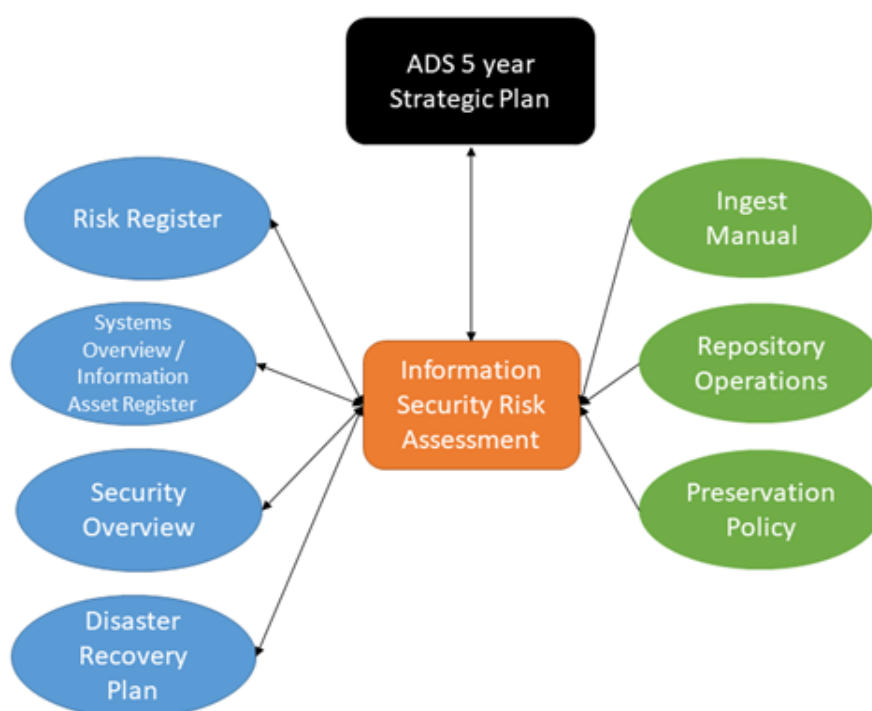 ADS 5 year
Strategic Plan
Risk Register
Systems
Overview /
Information
Asset Register
Security
Overview
Disaster
Recovery
Plan
Information
Security Risk
Assessment
Ingest
Manual
Repository
Operations
Preservation
Policy